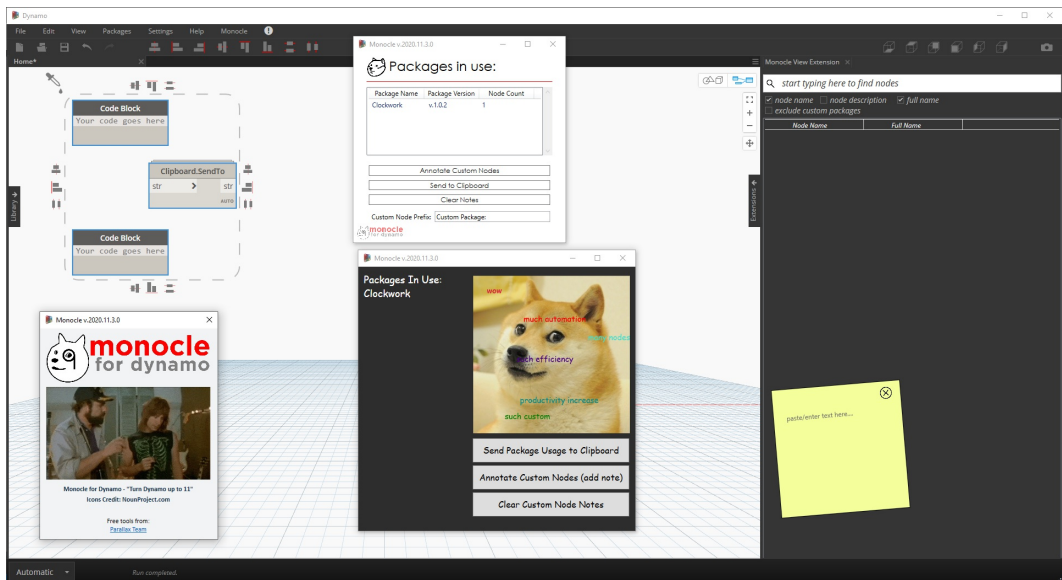 Dynamo
File Edit View Packages Settings Help Monocle
Home*
Monocle View Extension
start typing here to find nodes
node name node description full name
exclude custom packages
Node Name Full Name
Library
Extensions
Code Block
Your code goes here
Clipboard.SendTo
str > str
AUTO
Code Block
Your code goes here
Monocle v.2020.11.3.0
Packages in use:
Package Name Package Version Node Count
Clockwork v.1.0.2 1
Annotate Custom Nodes
Send to Clipboard
Clear Notes
Custom Node Prefix: Custom Package:
monocle
for dynamo
Monocle v.2020.11.3.0
Packages In Use:
Clockwork
wow
much automation
nodes
efficiency
productivity increase
such custom
Send Package Usage to Clipboard
Annotate Custom Nodes (add note)
Clear Custom Node Notes
Monocle v.2020.11.3.0
monocle
for dynamo
Monocle for Dynamo - "Turn Dynamo up to 11"
Icons Credit: NounProject.com
Free tools from:
Parallax Team
paste/enter text here...
Automatic
Run completed.